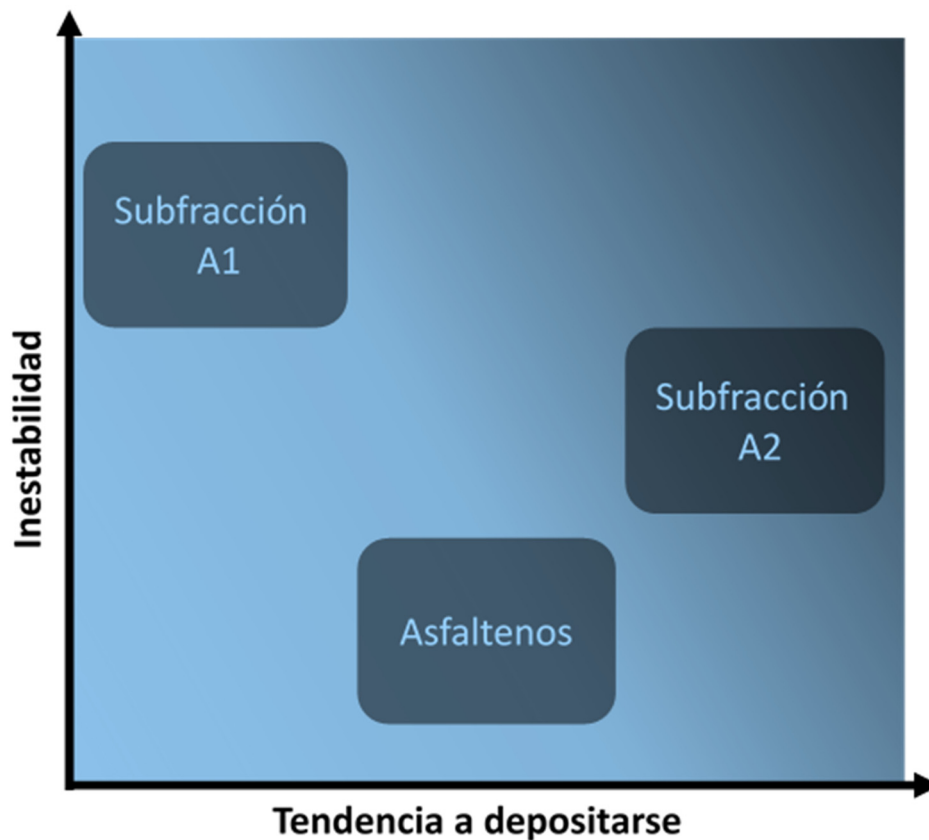 Subfracción
A1
Subfracción
A2
Asfaltenos
Inestabilidad
Tendencia a depositarse